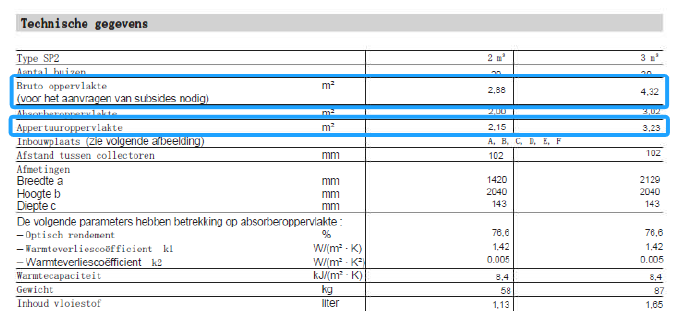 Technische gegevens
Type SP2 2 m³ 3 m³
Aantal buizen 20 30
Bruto oppervlakte m² 2,88 4,32
(voor het aanvragen van subsides nodig)
Absorberoppervlakte m² 2,00 3,02
Apertuuroppervlakte m² 2,15 3,23
Inbouwplaats (zie volgende afbeelding) A, B, C, D, E, F
Afstand tussen collectoren mm 102 102
Afmetingen
Breedte a mm 1420 2129
Hoogte b mm 2040 2040
Diepte c mm 143 143
De volgende parameters hebben betrekking op absorberoppervlakte :
– Optisch rendement % 76,6 76,6
– Warmteverliescoëfficient k1 W/(m² · K) 1,42 1,42
– Warmteverliescoëfficient k2 W/(m² · K²) 0.005 0.005
Warmtecapaciteit kJ/(m² · K) 8,4 8,4
Gewicht kg 58 87
Inhoud vloiestof liter 1,13 1,65